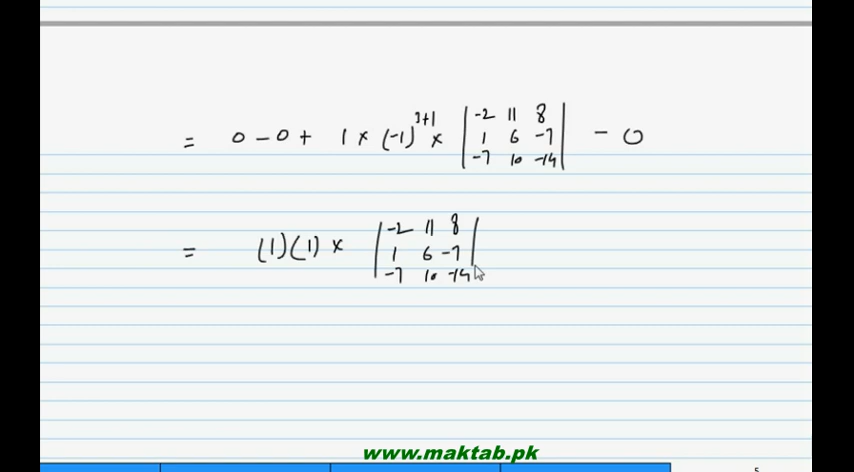 = 0 - 0 + 1 × (-1)^{3+1} × | -2 11 8 |
| 1 6 -7 |
| -7 10 -14 |
- 0
= (1)(1) × | -2 11 8 |
| 1 6 -7 |
| -7 10 -14 |
www.maktab.pk
5